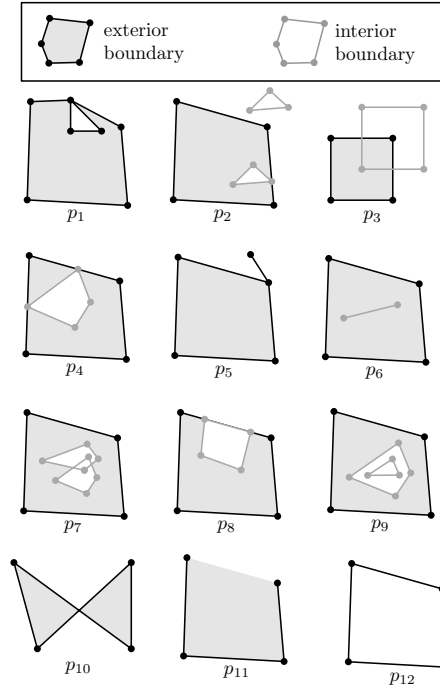 exterior
boundary
interior
boundary
p₁
p₂
p₃
p₄
p₅
p₆
p₇
p₈
p₉
p₁₀
p₁₁
p₁₂